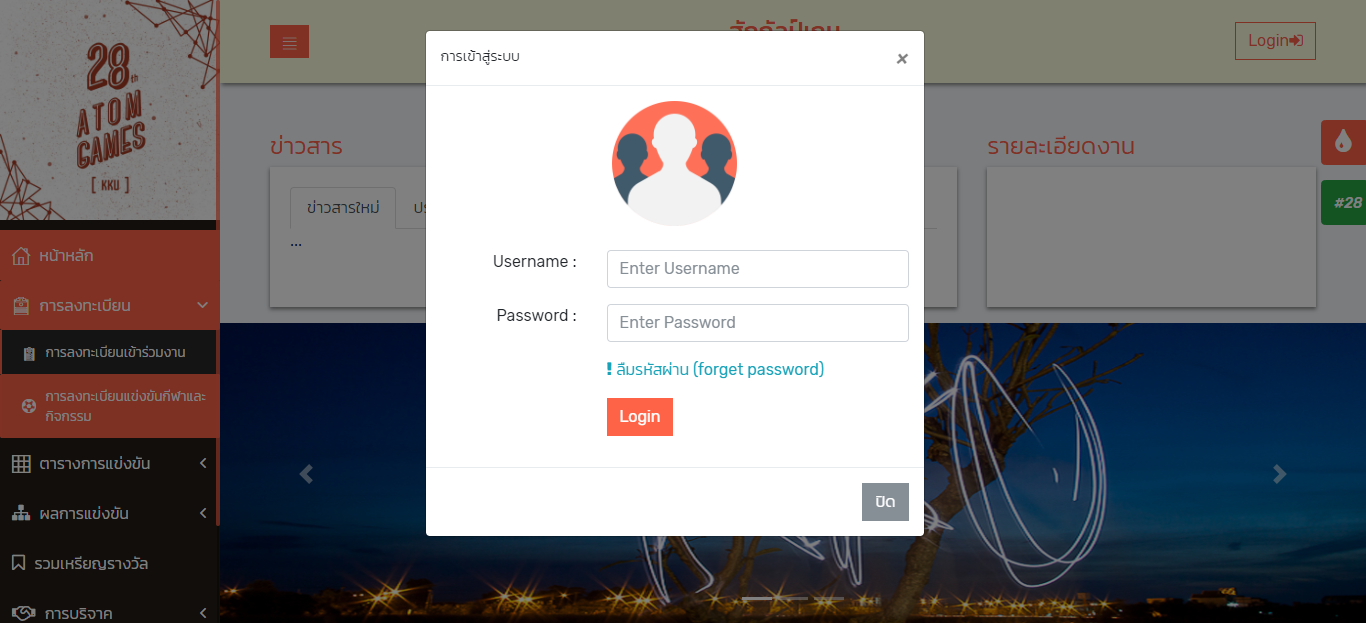 28th
ATOM
GAMES
[ KKU ]
หน้าหลัก
การลงทะเบียน
การลงทะเบียนเข้าร่วมงาน
การลงทะเบียนแข่งขันกีฬาและ
กิจกรรม
ตารางการแข่งขัน
ผลการแข่งขัน
รวมเหรียญรางวัล
การบริจาค
Login
ข่าวสาร
ข่าวสารใหม่
...
รายละเอียดงาน
#28
การเข้าสู่ระบบ
×
Username :
Enter Username
Password :
Enter Password
! ลืมรหัสผ่าน (forget password)
Login
ปิด